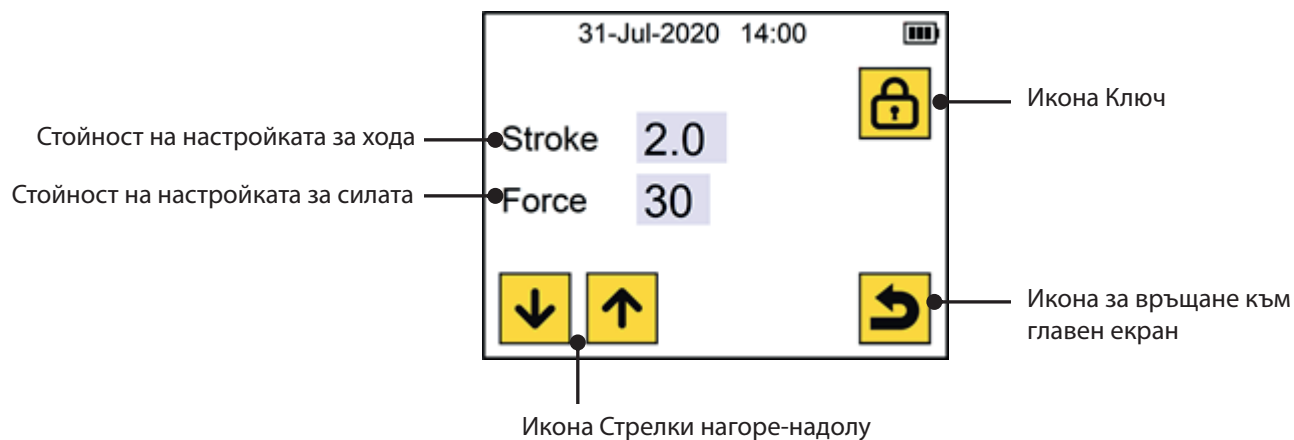 31-Jul-2020 14:00
Икона Ключ
Стойност на настройката за хода
Stroke 2.0
Стойност на настройката за силата
Force 30
Икона за връщане към
главен екран
Икона Стрелки нагоре-надолу